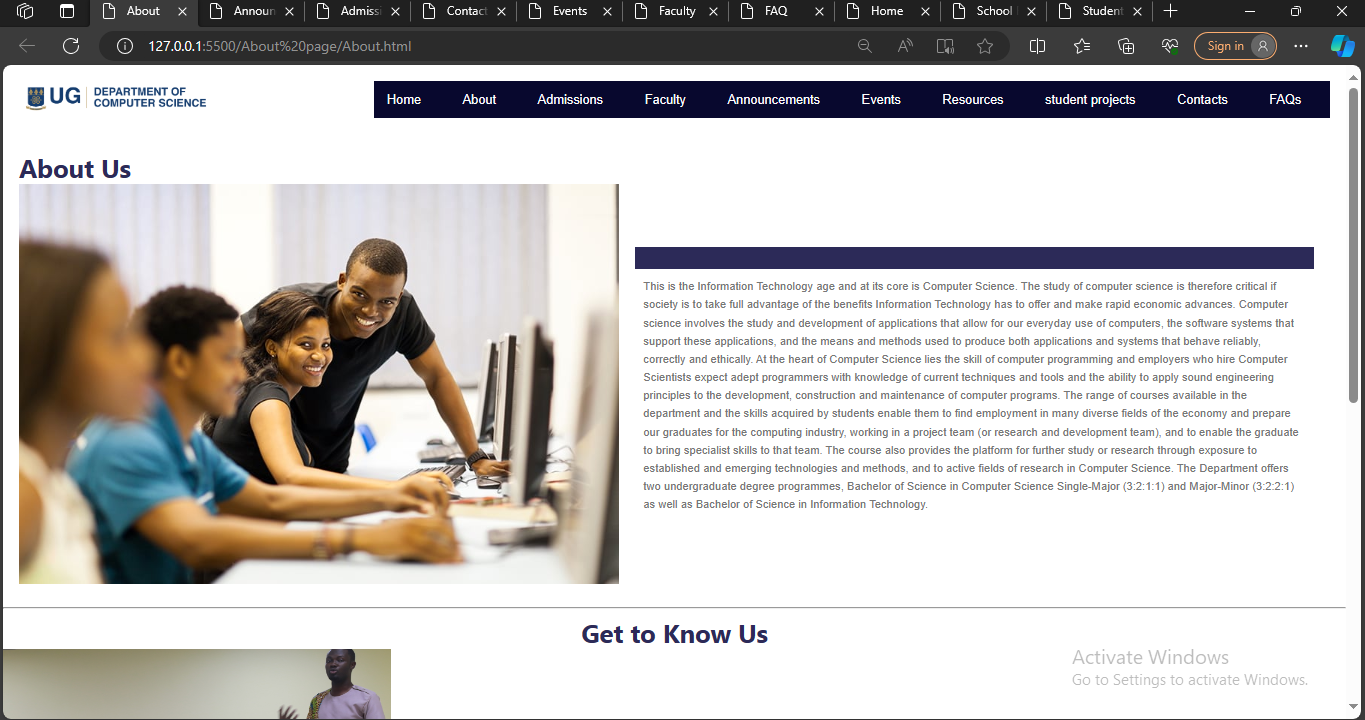 About
Announ
Admiss
Contact
Events
Faculty
FAQ
Home
School
Student
127.0.0.1:5500/About%20page/About.html
Sign in
UG
DEPARTMENT OF
COMPUTER SCIENCE
Home About Admissions Faculty Announcements Events Resources student projects Contacts FAQs
About Us
This is the Information Technology age and at its core is Computer Science. The study of computer science is therefore critical if
society is to take full advantage of the benefits Information Technology has to offer and make rapid economic advances. Computer
science involves the study and development of applications that allow for our everyday use of computers, the software systems that
support these applications, and the means and methods used to produce both applications and systems that behave reliably,
correctly and ethically. At the heart of Computer Science lies the skill of computer programming and employers who hire Computer
Scientists expect adept programmers with knowledge of current techniques and tools and the ability to apply sound engineering
principles to the development, construction and maintenance of computer programs. The range of courses available in the
department and the skills acquired by students enable them to find employment in many diverse fields of the economy and prepare
our graduates for the computing industry, working in a project team (or research and development team), and to enable the graduate
to bring specialist skills to that team. The course also provides the platform for further study or research through exposure to
established and emerging technologies and methods, and to active fields of research in Computer Science. The Department offers
two undergraduate degree programmes, Bachelor of Science in Computer Science Single-Major (3:2:1:1) and Major-Minor (3:2:2:1)
as well as Bachelor of Science in Information Technology.
Get to Know Us
Activate Windows
Go to Settings to activate Windows.